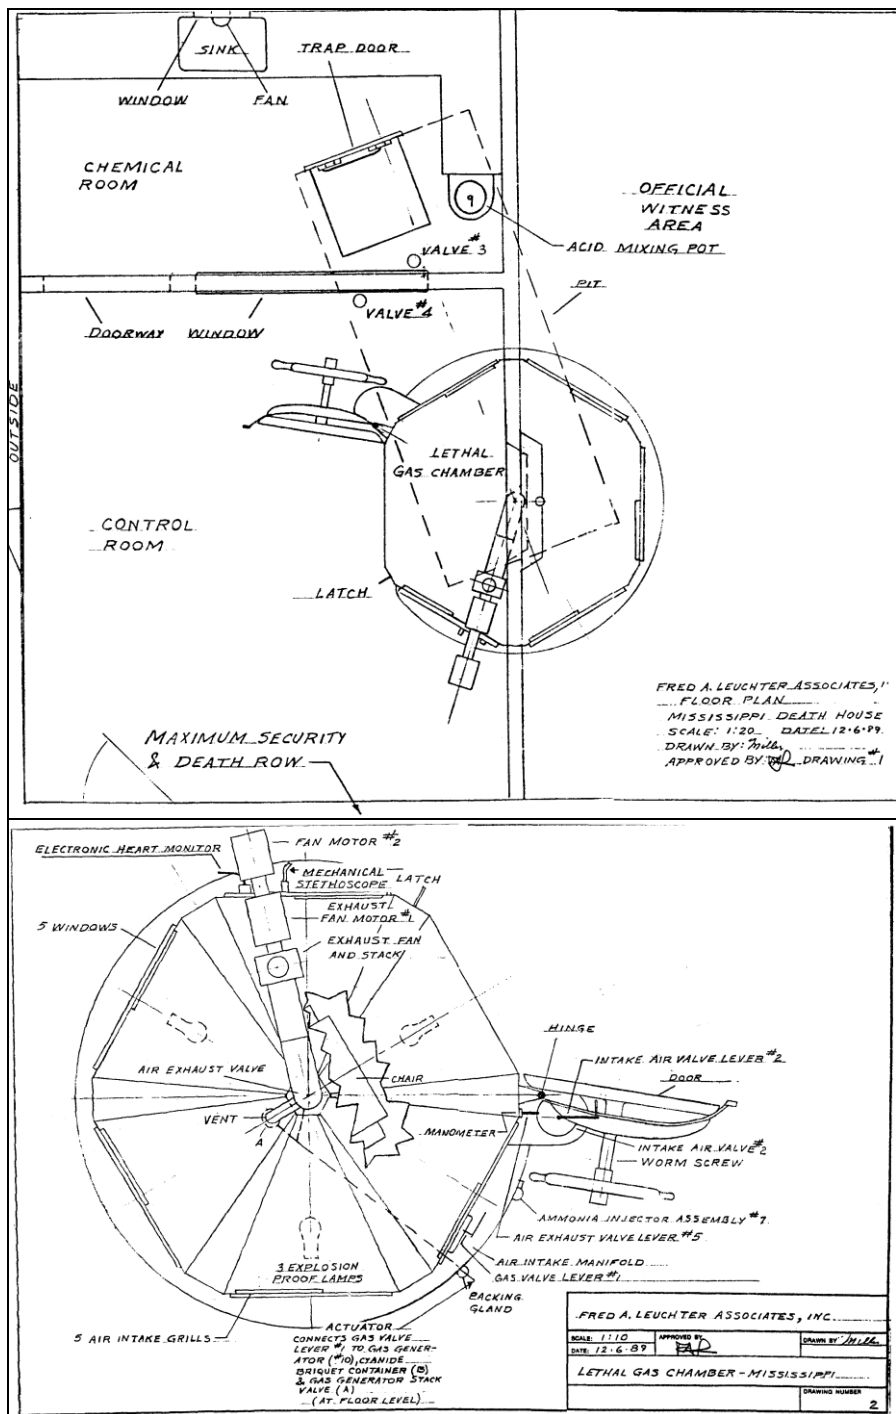 SINK
TRAP DOOR
WINDOW
FAN
CHEMICAL
ROOM
9
OFFICIAL
WITNESS
AREA
ACID MIXING POT
VALVE #3
PIT
VALVE #4
DOORWAY
WINDOW
OUTSIDE
LETHAL
GAS CHAMBER
CONTROL
ROOM
LATCH
MAXIMUM SECURITY
& DEATH ROW
FRED A. LEUCHTER ASSOCIATES, I
FLOOR PLAN
MISSISSIPPI DEATH HOUSE
SCALE: 1:20 DATE: 12·6·89
DRAWN BY: Miller
APPROVED BY: DRAWING #1
ELECTRONIC HEART MONITOR
FAN MOTOR #2
MECHANICAL
STETHOSCOPE
LATCH
EXHAUST
FAN MOTOR #1
5 WINDOWS
EXHAUST FAN
AND STACK
HINGE
INTAKE AIR VALVE LEVER #2
DOOR
AIR EXHAUST VALVE
CHAIR
VENT
A
MANOMETER
INTAKE AIR VALVE #2
WORM SCREW
AMMONIA INJECTOR ASSEMBLY #7
AIR EXHAUST VALVE LEVER #5
AIR INTAKE MANIFOLD
GAS VALVE LEVER #1
3 EXPLOSION
PROOF LAMPS
PACKING
GLAND
5 AIR INTAKE GRILLS
ACTUATOR
CONNECTS GAS VALVE
LEVER #1 TO GAS GENER-
ATOR (#10), CYANIDE
BRIQUET CONTAINER (B)
& GAS GENERATOR STACK
VALVE (A)
(AT FLOOR LEVEL)
FRED A. LEUCHTER ASSOCIATES, INC.
SCALE: 1:10
APPROVED BY
DRAWN BY Miller
DATE: 12·6·89
LETHAL GAS CHAMBER - MISSISSIPPI
DRAWING NUMBER
2